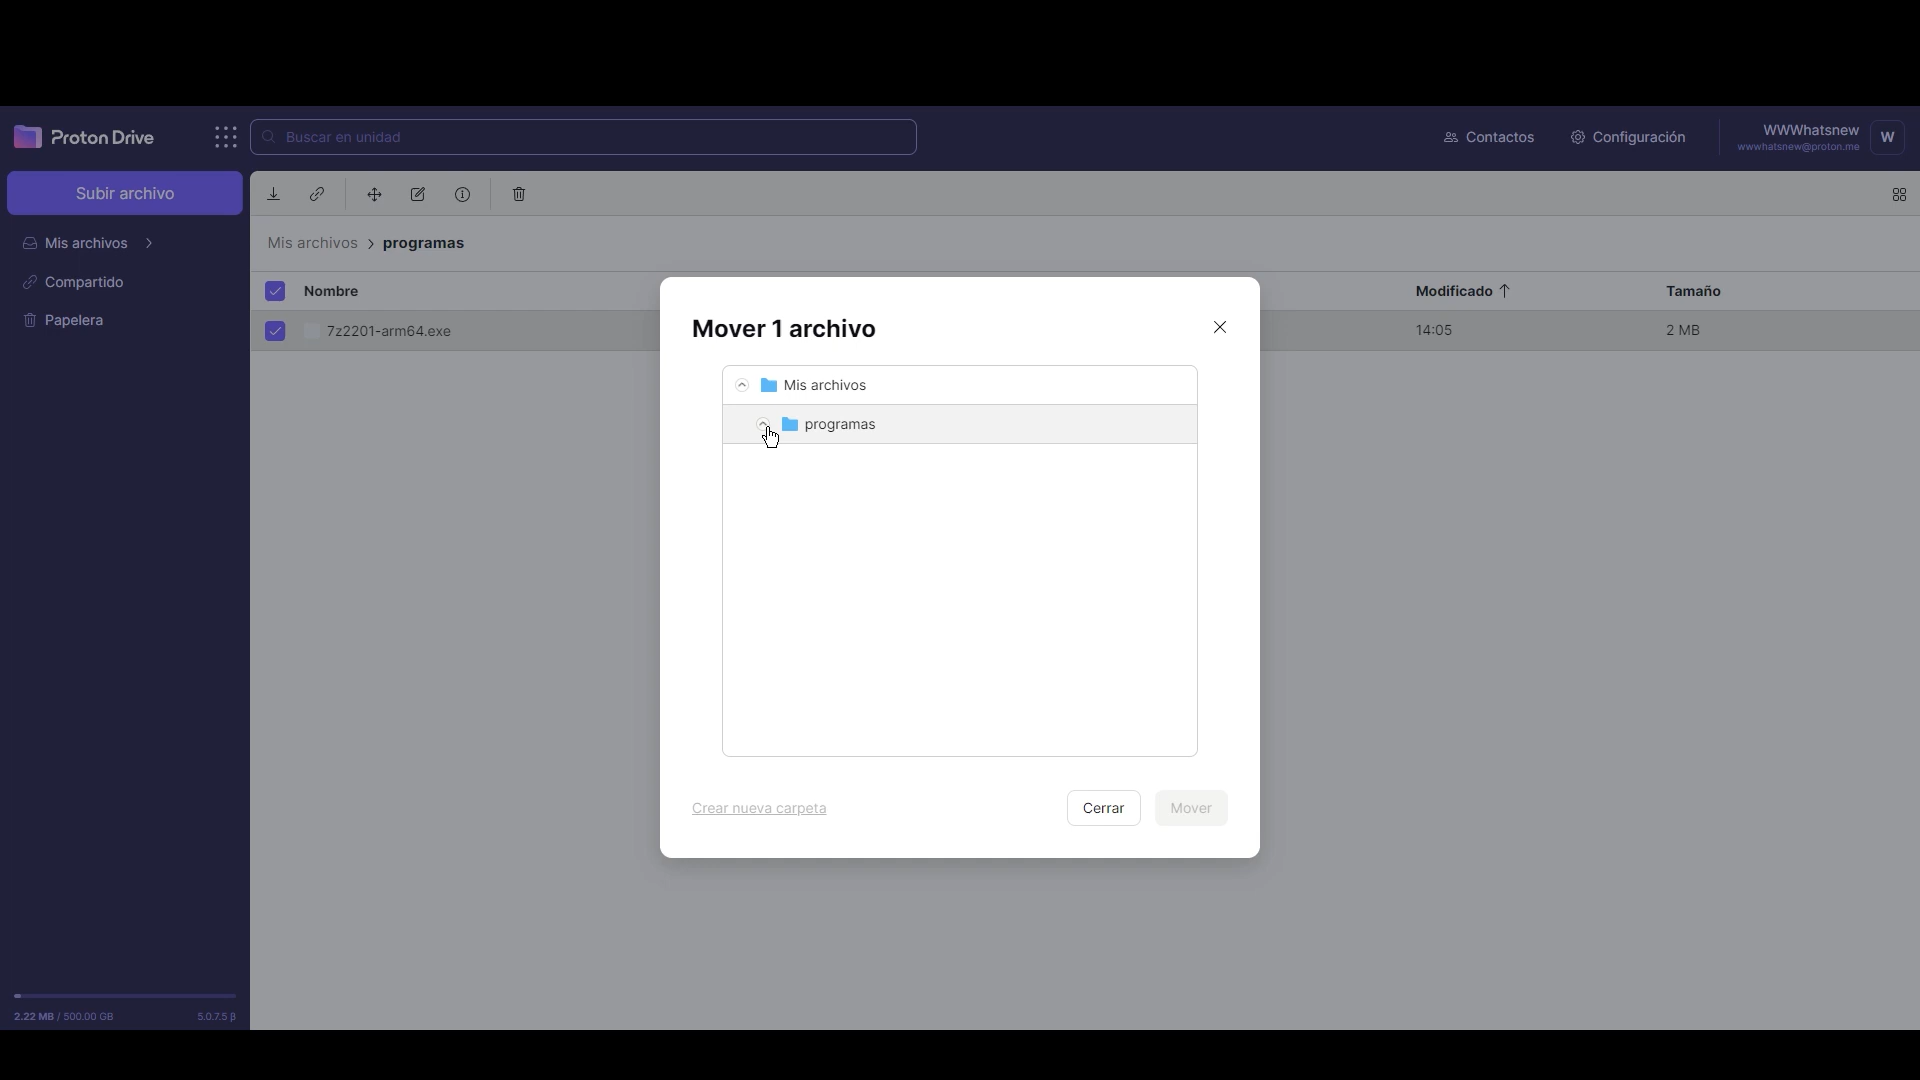 Proton Drive
Buscar en unidad
Contactos
Configuración
WWWhatsnew
wwwhatsnew@proton.me
W
Subir archivo
Mis archivos
Compartido
Papelera
Mis archivos > programas
Nombre
Modificado
Tamaño
7z2201-arm64.exe
14:05
2 MB
Mover 1 archivo
Mis archivos
programas
Crear nueva carpeta
Cerrar
Mover
2.22 MB / 500.00 GB
5.0.7.5 β